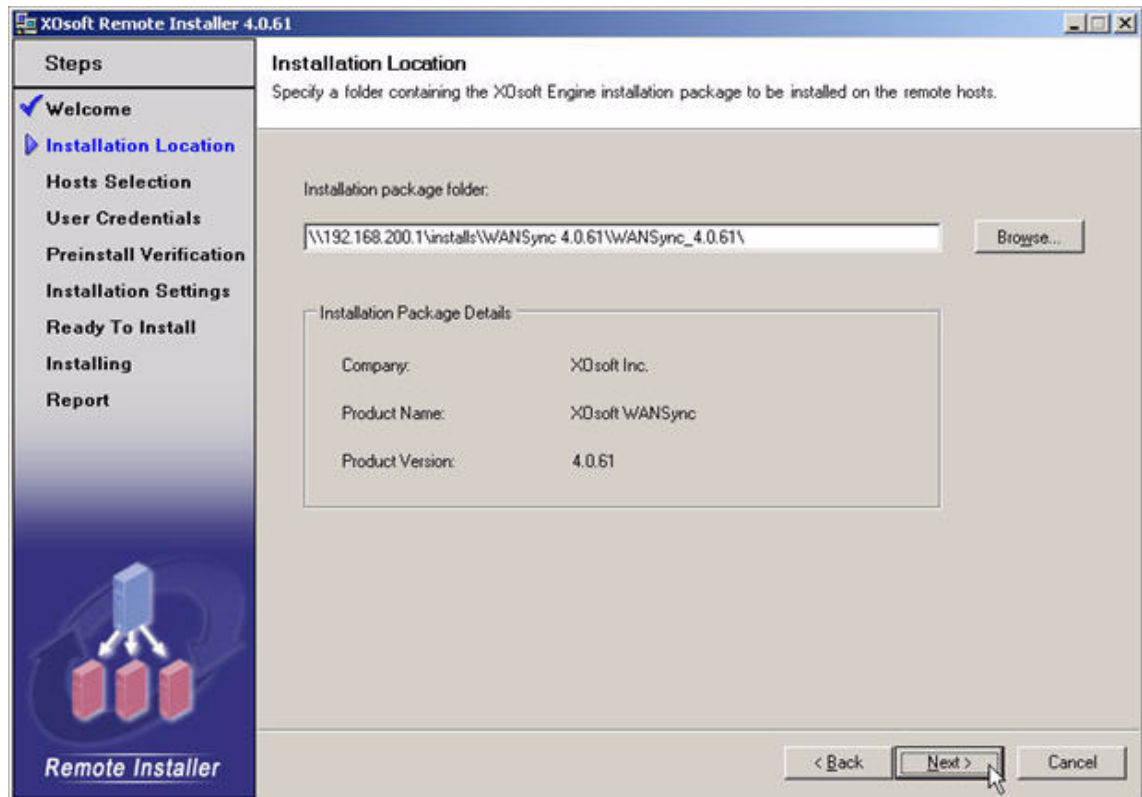 XOsoft Remote Installer 4.0.61
Steps
Welcome
Installation Location
Hosts Selection
User Credentials
Preinstall Verification
Installation Settings
Ready To Install
Installing
Report
Remote Installer
Installation Location
Specify a folder containing the XOsoft Engine installation package to be installed on the remote hosts.
Installation package folder:
\\192.168.200.1\installs\WANSync 4.0.61\WANSync_4.0.61\
Browse...
Installation Package Details
Company: XOsoft Inc.
Product Name: XOsoft WANSync
Product Version: 4.0.61
< Back Next > Cancel